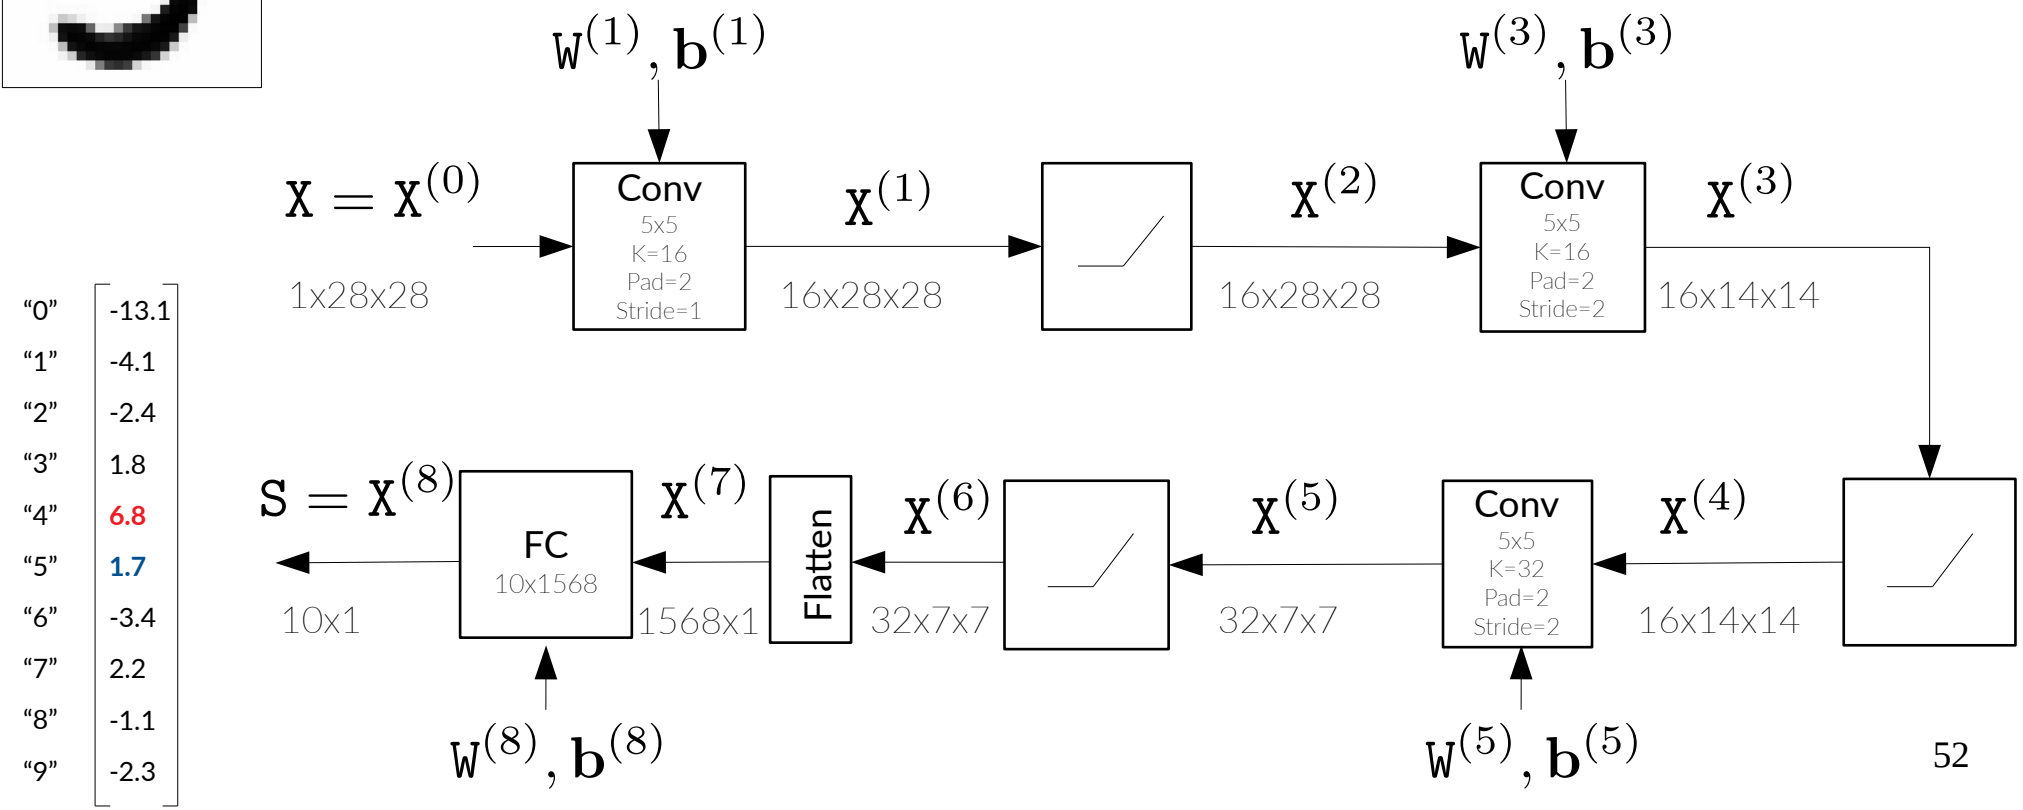 W^(1), b^(1)
W^(3), b^(3)
X = X^(0)
1x28x28
Conv
5x5
K=16
Pad=2
Stride=1
X^(1)
16x28x28
X^(2)
16x28x28
Conv
5x5
K=16
Pad=2
Stride=2
X^(3)
16x14x14
“0” -13.1
“1” -4.1
“2” -2.4
“3” 1.8
“4” 6.8
“5” 1.7
“6” -3.4
“7” 2.2
“8” -1.1
“9” -2.3
S = X^(8)
10x1
FC
10x1568
X^(7)
1568x1
Flatten
X^(6)
32x7x7
X^(5)
32x7x7
Conv
5x5
K=32
Pad=2
Stride=2
X^(4)
16x14x14
W^(8), b^(8)
W^(5), b^(5)
52